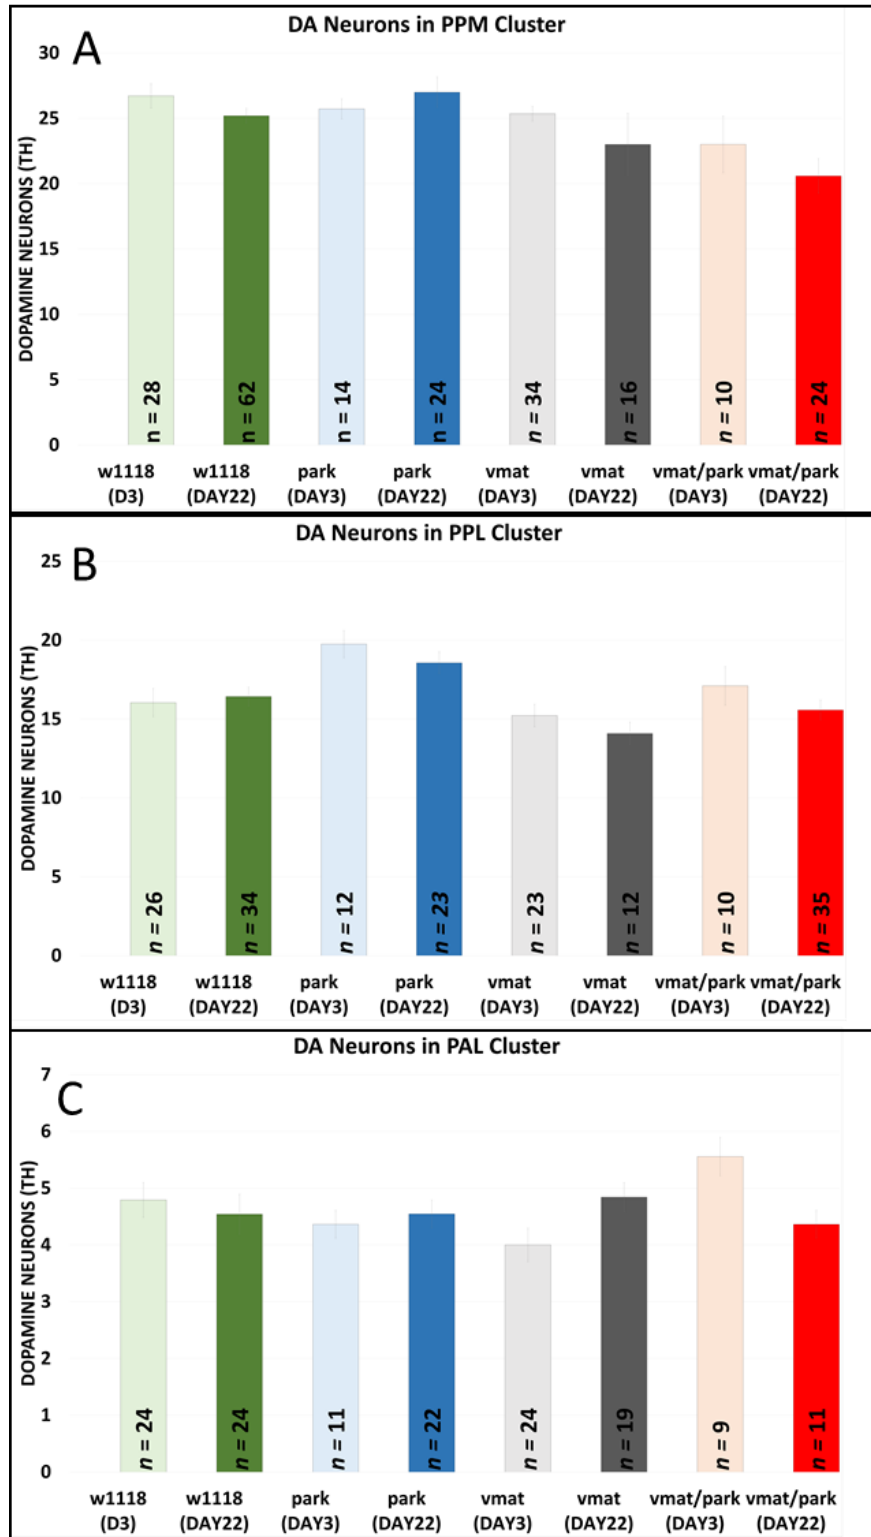 DA Neurons in PPM Cluster
A
DOPAMINE NEURONS (TH)
30
25
20
15
10
5
0
n = 28
n = 62
n = 14
n = 24
n = 34
n = 16
n = 10
n = 24
w1118 (D3)
w1118 (DAY22)
park (DAY3)
park (DAY22)
vmat (DAY3)
vmat (DAY22)
vmat/park (DAY3)
vmat/park (DAY22)
DA Neurons in PPL Cluster
B
DOPAMINE NEURONS (TH)
25
20
15
10
5
0
n = 26
n = 34
n = 12
n = 23
n = 23
n = 12
n = 10
n = 35
w1118 (D3)
w1118 (DAY22)
park (DAY3)
park (DAY22)
vmat (DAY3)
vmat (DAY22)
vmat/park (DAY3)
vmat/park (DAY22)
DA Neurons in PAL Cluster
C
DOPAMINE NEURONS (TH)
7
6
5
4
3
2
1
0
n = 24
n = 24
n = 11
n = 22
n = 24
n = 19
n = 9
n = 11
w1118 (D3)
w1118 (DAY22)
park (DAY3)
park (DAY22)
vmat (DAY3)
vmat (DAY22)
vmat/park (DAY3)
vmat/park (DAY22)